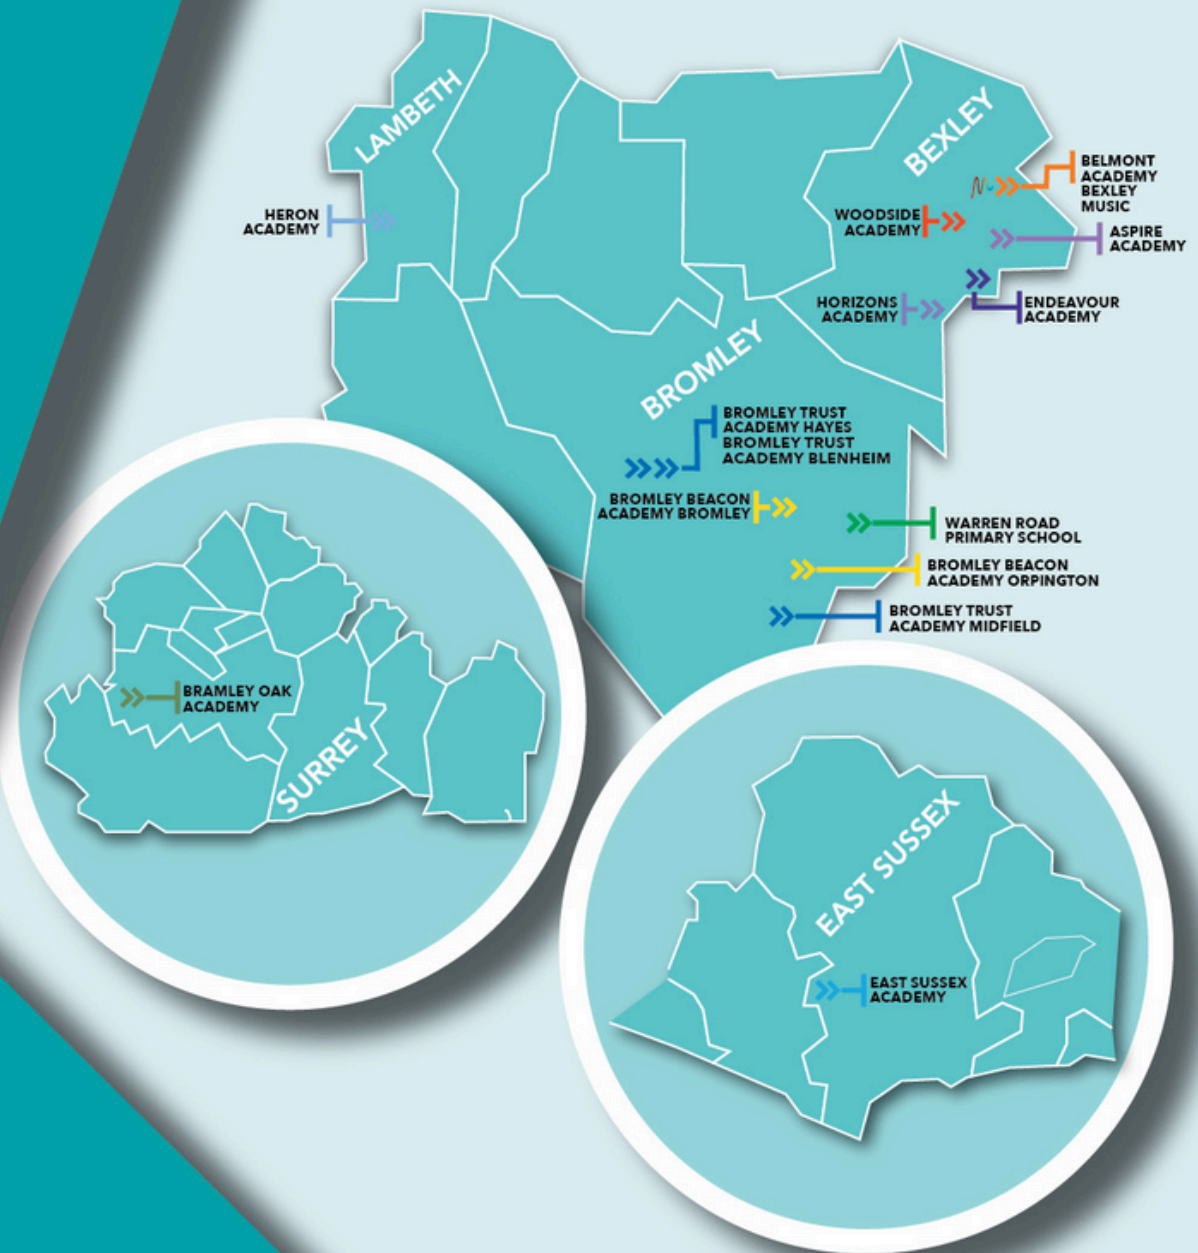 LAMBETH
BEXLEY
BELMONT
ACADEMY
BEXLEY
MUSIC
HERON
ACADEMY
WOODSIDE
ACADEMY
ASPIRE
ACADEMY
HORIZONS
ACADEMY
ENDEAVOUR
ACADEMY
BROMLEY
BROMLEY TRUST
ACADEMY HAYES
BROMLEY TRUST
ACADEMY BLENHEIM
BROMLEY BEACON
ACADEMY BROMLEY
WARREN ROAD
PRIMARY SCHOOL
BROMLEY BEACON
ACADEMY ORPINGTON
BROMLEY TRUST
ACADEMY MIDFIELD
BRAMLEY OAK
ACADEMY
SURREY
EAST SUSSEX
EAST SUSSEX
ACADEMY